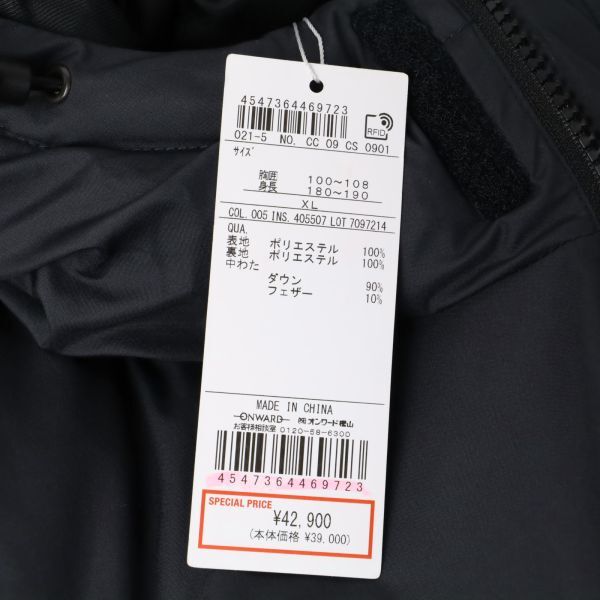 4547364469723
RFID
021-5 NO. CC 09 CS 0901
サイズ
胸囲 100～108
身長 180～190
XL
COL. 005 INS. 405507 LOT 7097214
QUA.
表地 ポリエステル 100%
裏地 ポリエステル 100%
中わた
ダウン 90%
フェザー 10%
MADE IN CHINA
ONWARD ㈱オンワード樫山
お客様相談室 0120-58-6300
4547364469723
SPECIAL PRICE
¥42,900
(本体価格 ¥39,000)